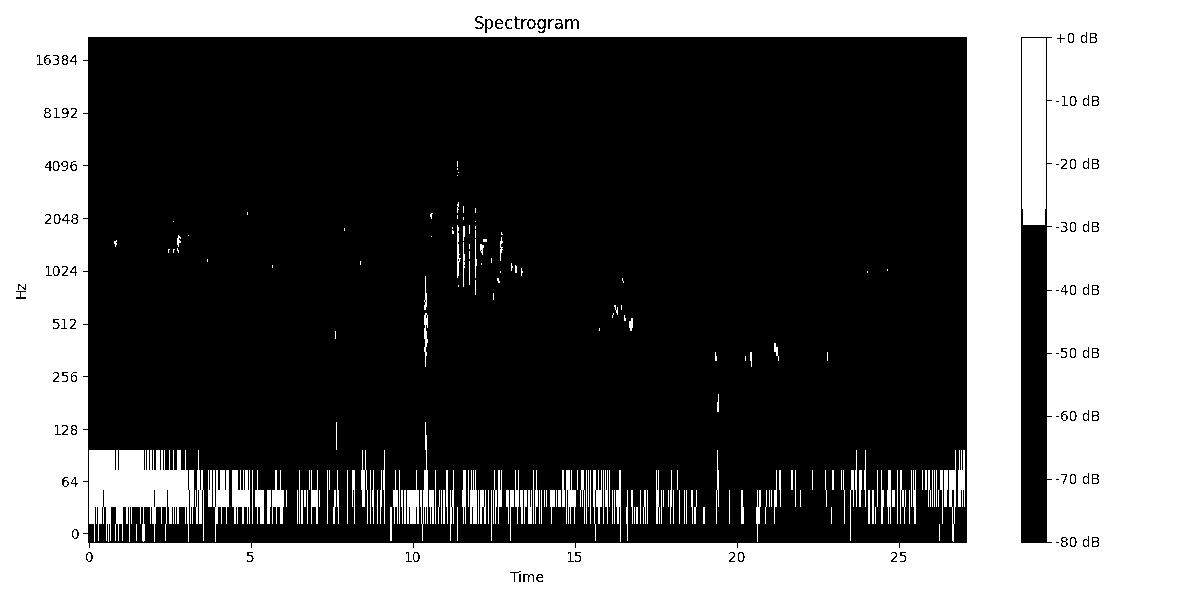 Spectrogram
16384
8192
4096
2048
1024
512
256
128
64
0
Hz
0 5 10 15 20 25
Time
+0 dB
-10 dB
-20 dB
-30 dB
-40 dB
-50 dB
-60 dB
-70 dB
-80 dB